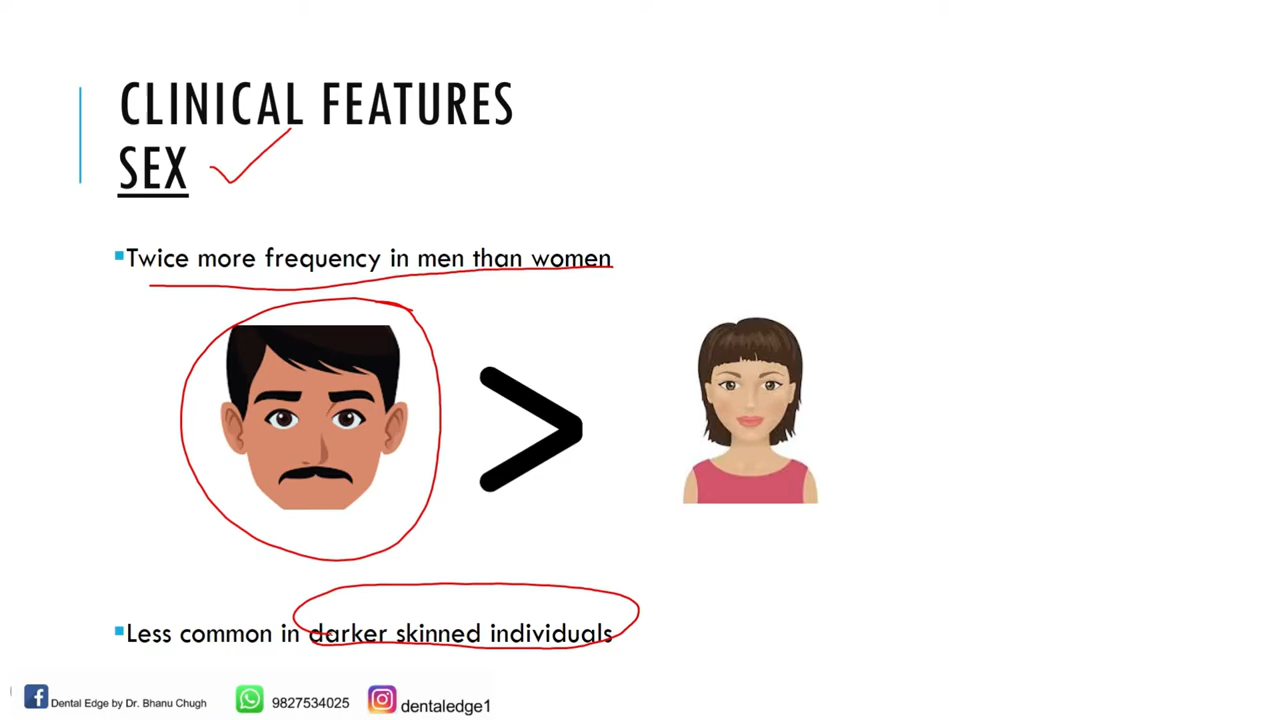 CLINICAL FEATURES
SEX
Twice more frequency in men than women
Less common in darker skinned individuals
Dental Edge by Dr. Bhanu Chugh 9827534025 dentaledge1